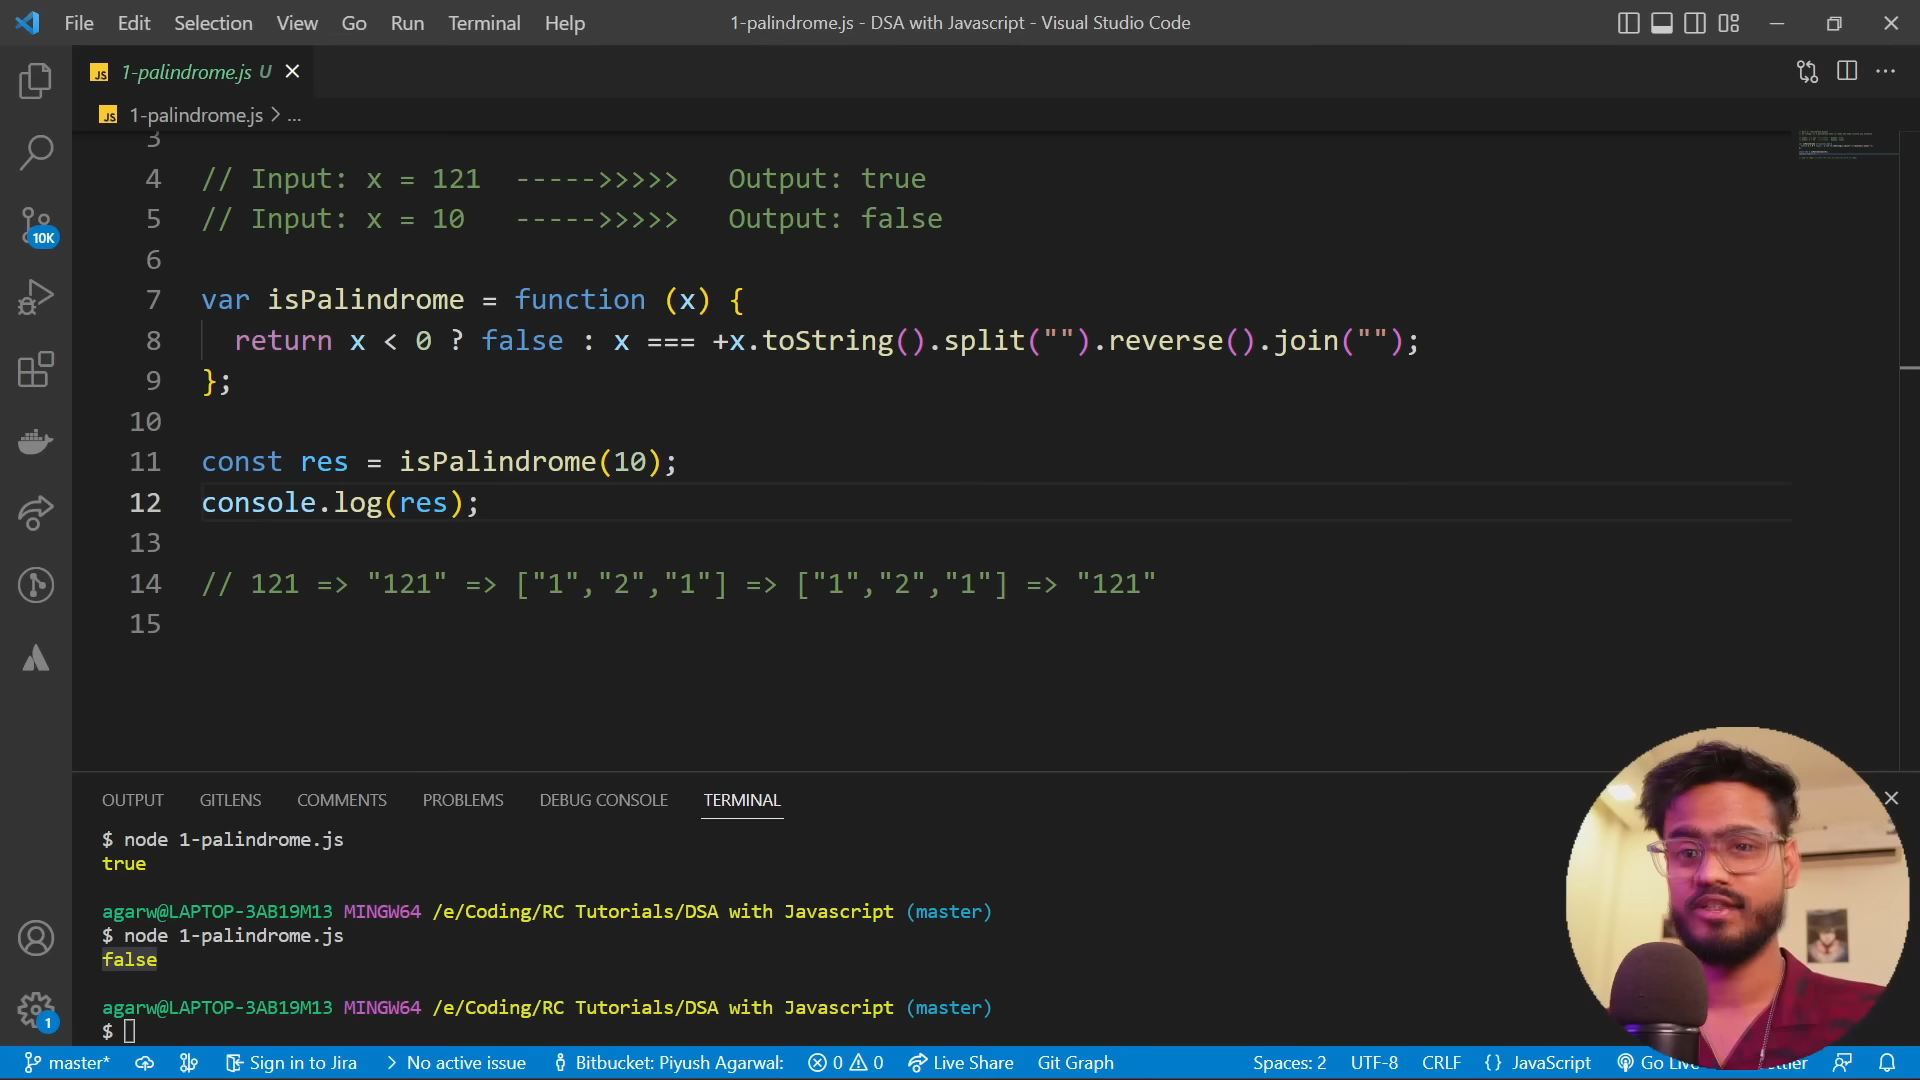 File Edit Selection View Go Run Terminal Help 1-palindrome.js - DSA with Javascript - Visual Studio Code
JS 1-palindrome.js U
JS 1-palindrome.js > ...
3
4 // Input: x = 121 ----->>>>> Output: true
5 // Input: x = 10 ----->>>>> Output: false
6
7 var isPalindrome = function (x) {
8 return x < 0 ? false : x === +x.toString().split("").reverse().join("");
9 };
10
11 const res = isPalindrome(10);
12 console.log(res);
13
14 // 121 => "121" => ["1","2","1"] => ["1","2","1"] => "121"
15
10K
OUTPUT GITLENS COMMENTS PROBLEMS DEBUG CONSOLE TERMINAL
$ node 1-palindrome.js
true
agarw@LAPTOP-3AB19M13 MINGW64 /e/Coding/RC Tutorials/DSA with Javascript (master)
$ node 1-palindrome.js
false
agarw@LAPTOP-3AB19M13 MINGW64 /e/Coding/RC Tutorials/DSA with Javascript (master)
$
1
master* Sign in to Jira No active issue Bitbucket: Piyush Agarwal: 0 0 Live Share Git Graph Spaces: 2 UTF-8 CRLF {} JavaScript Go